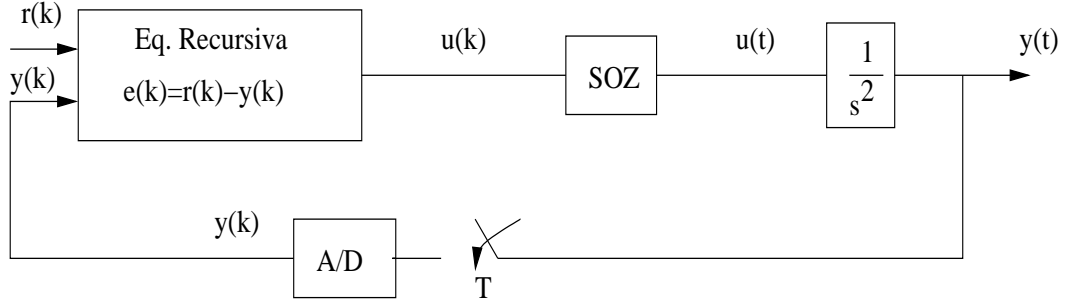 r(k)
y(k)
Eq. Recursiva
e(k)=r(k)−y(k)
u(k)
SOZ
u(t)
1
s²
y(t)
y(k)
A/D
T